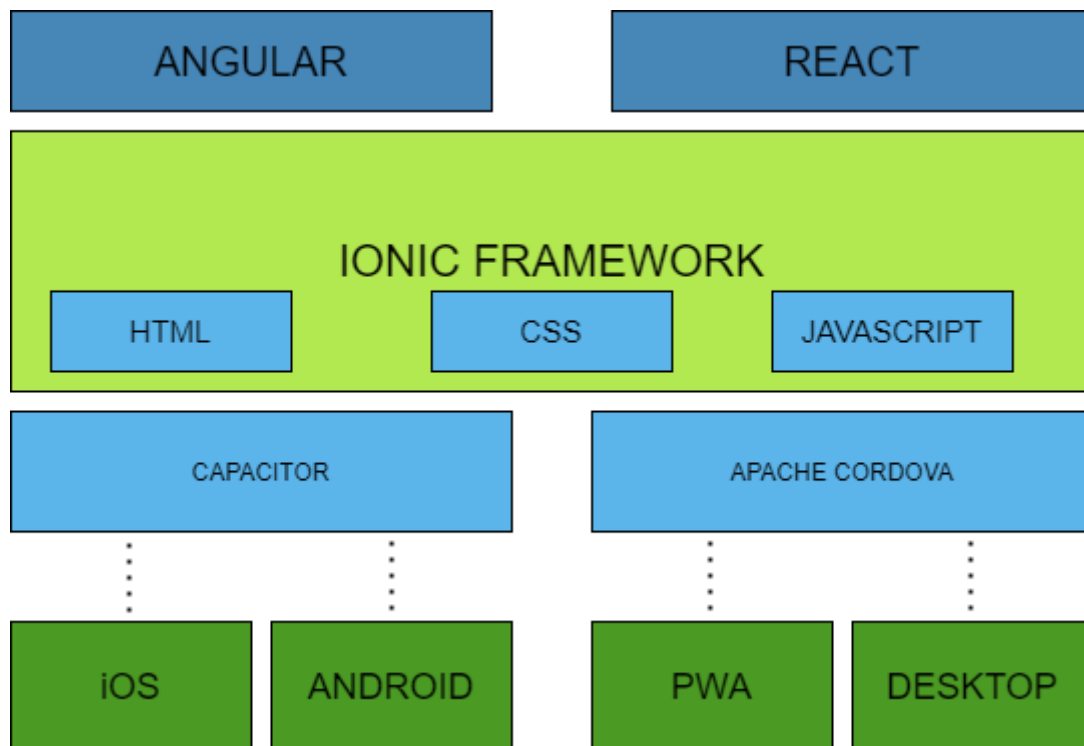 ANGULAR
REACT
IONIC FRAMEWORK
HTML
CSS
JAVASCRIPT
CAPACITOR
APACHE CORDOVA
iOS
ANDROID
PWA
DESKTOP